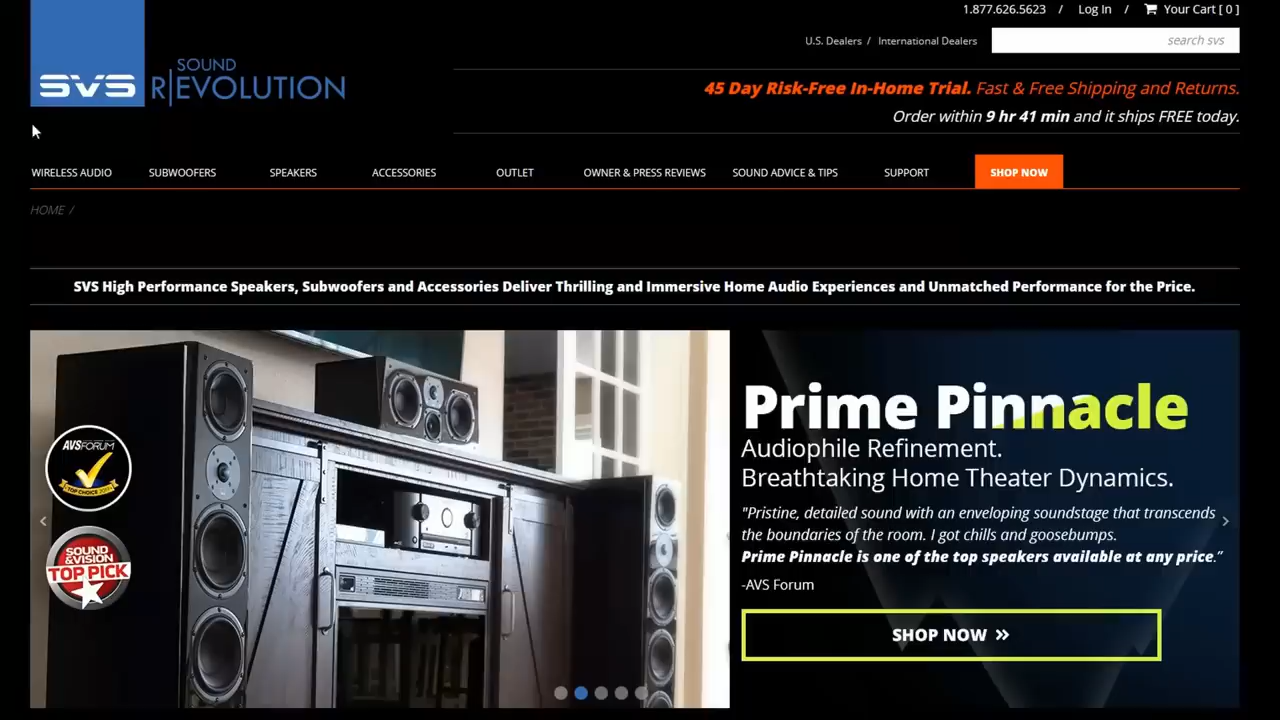 1.877.626.5623 / Log In / Your Cart [ 0 ]
U.S. Dealers / International Dealers
search svs
SVS
SOUND
R|EVOLUTION
45 Day Risk-Free In-Home Trial. Fast & Free Shipping and Returns.
Order within 9 hr 41 min and it ships FREE today.
WIRELESS AUDIO SUBWOOFERS SPEAKERS ACCESSORIES OUTLET OWNER & PRESS REVIEWS SOUND ADVICE & TIPS SUPPORT SHOP NOW
HOME /
SVS High Performance Speakers, Subwoofers and Accessories Deliver Thrilling and Immersive Home Audio Experiences and Unmatched Performance for the Price.
AVSFORUM
TOP CHOICE
SOUND
&VISION
TOP PICK
Prime Pinnacle
Audiophile Refinement.
Breathtaking Home Theater Dynamics.
"Pristine, detailed sound with an enveloping soundstage that transcends
the boundaries of the room. I got chills and goosebumps.
Prime Pinnacle is one of the top speakers available at any price.”
-AVS Forum
SHOP NOW »